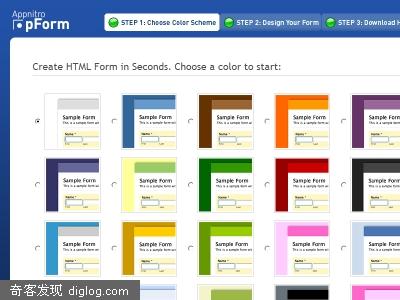 Appnitro
pForm
STEP 1: Choose Color Scheme
STEP 2: Design Your Form
STEP 3: Download H
Create HTML Form in Seconds. Choose a color to start:
Sample Form
This is a sample form wi
Name *
Sample Form
This is a sample form wi
Name *
Sample Form
This is a sample form wi
Name *
Sample Form
This is a sample form wi
Name *
Sample Form
This is a sample
Name *
Sample Form
This is a sample form wi
Name *
Sample Form
This is a sample form wi
Name *
Sample Form
This is a sample form wi
Name *
Sample Form
This is a sample form wi
Name *
Sample Form
This is a sample
Name *
Sample Form
This is a sample form wi
Name *
Sample Form
This is a sample form wi
Name *
Sample Form
This is a sample form wi
Name *
Sample Form
This is a sample form wi
Name *
Sample Form
This is a sample
Name *
奇客发现 diglog.com